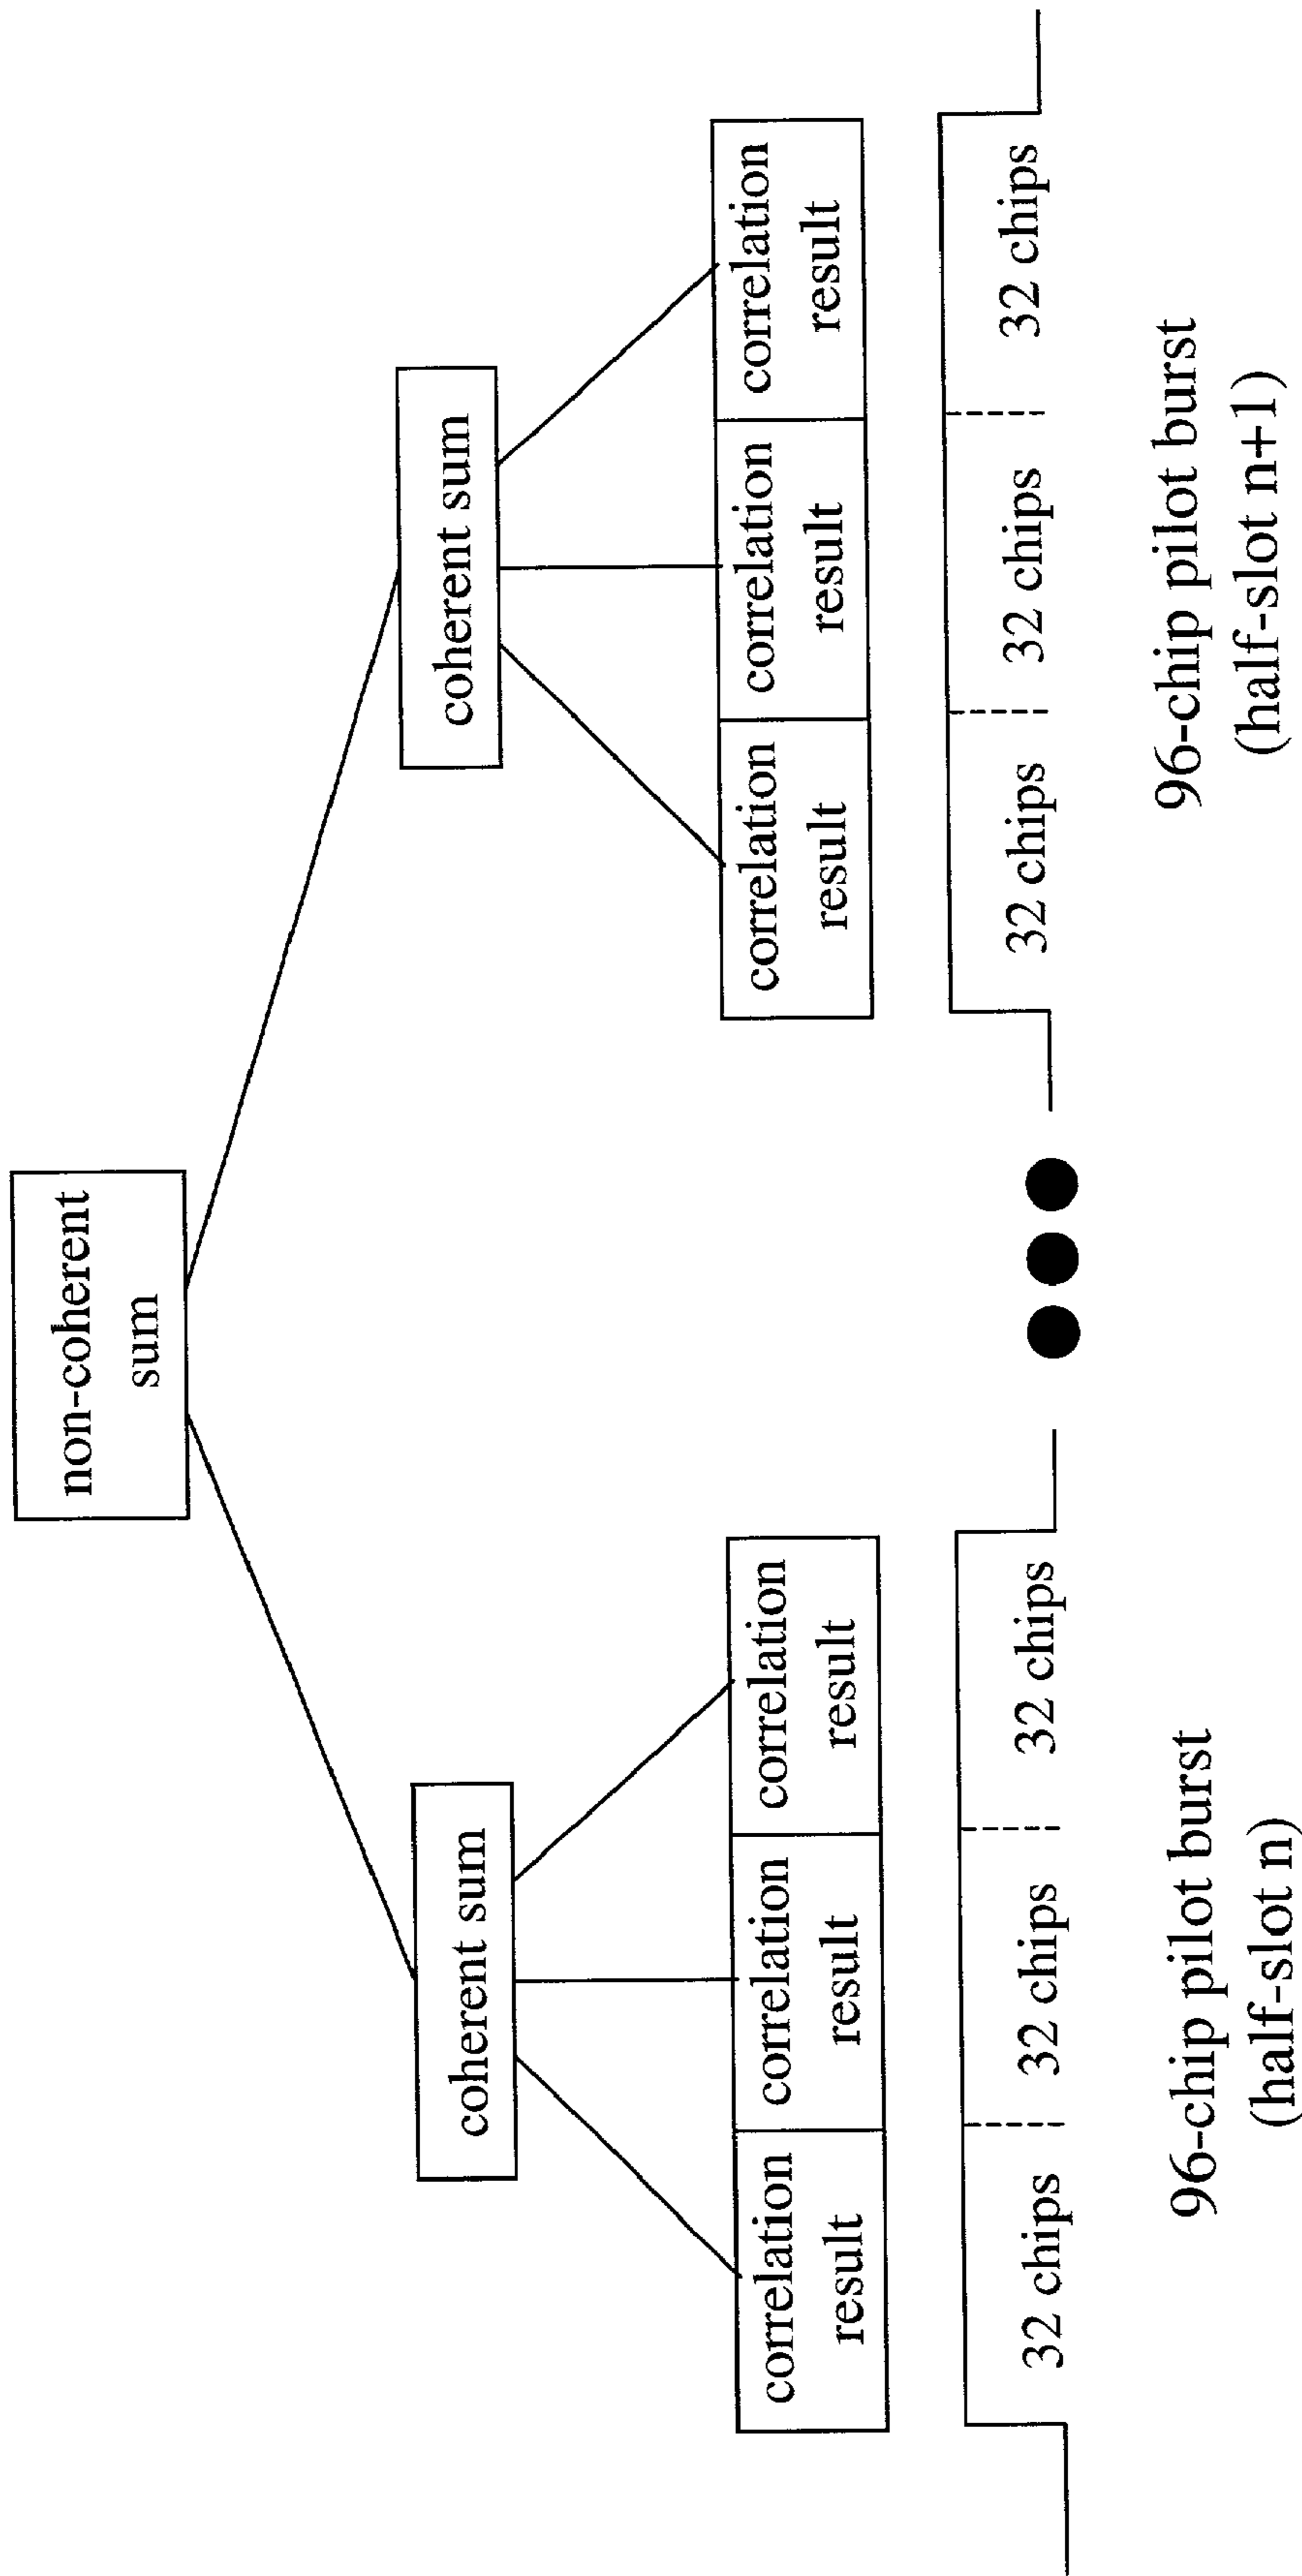 non-coherent
sum
coherent sum
coherent sum
correlation
result
correlation
result
correlation
result
correlation
result
correlation
result
correlation
result
32 chips
32 chips
32 chips
32 chips
32 chips
32 chips
96-chip pilot burst
(half-slot n)
96-chip pilot burst
(half-slot n+1)